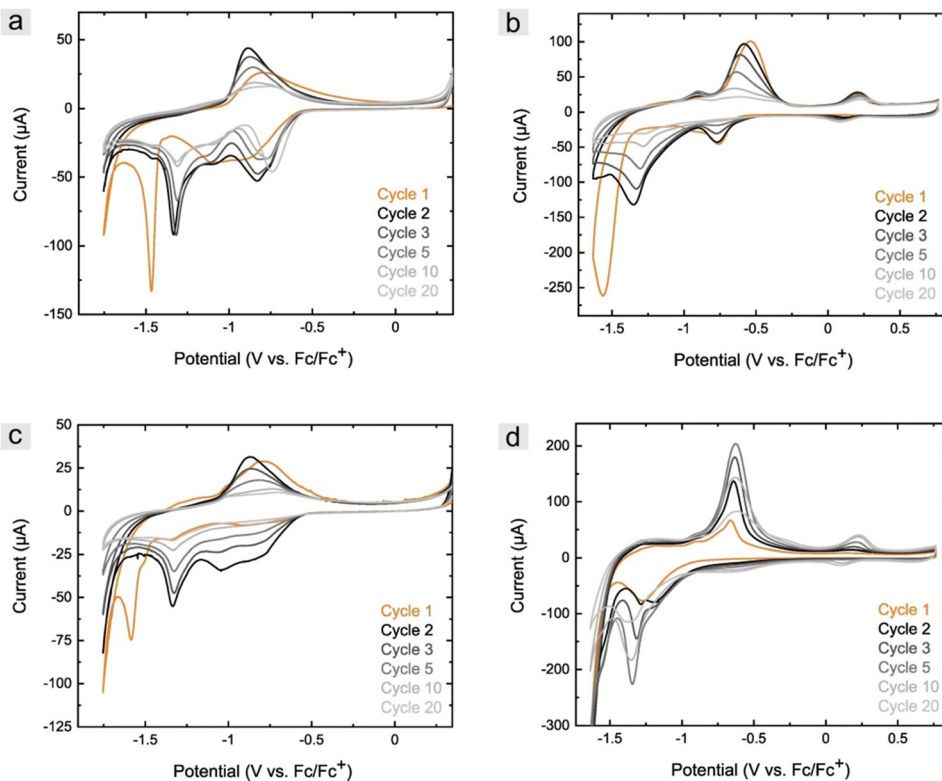 a
50
0
-50
-100
-150
Current (µA)
Cycle 1
Cycle 2
Cycle 3
Cycle 5
Cycle 10
Cycle 20
-1.5
-1
-0.5
0
Potential (V vs. Fc/Fc+)
b
100
50
0
-50
-100
-150
-200
-250
Current (µA)
Cycle 1
Cycle 2
Cycle 3
Cycle 5
Cycle 10
Cycle 20
-1.5
-1
-0.5
0
0.5
Potential (V vs. Fc/Fc+)
c
50
25
0
-25
-50
-75
-100
-125
Current (µA)
Cycle 1
Cycle 2
Cycle 3
Cycle 5
Cycle 10
Cycle 20
-1.5
-1
-0.5
0
Potential (V vs. Fc/Fc+)
d
200
100
0
-100
-200
-300
Current (µA)
Cycle 1
Cycle 2
Cycle 3
Cycle 5
Cycle 10
Cycle 20
-1.5
-1
-0.5
0
0.5
Potential (V vs. Fc/Fc+)